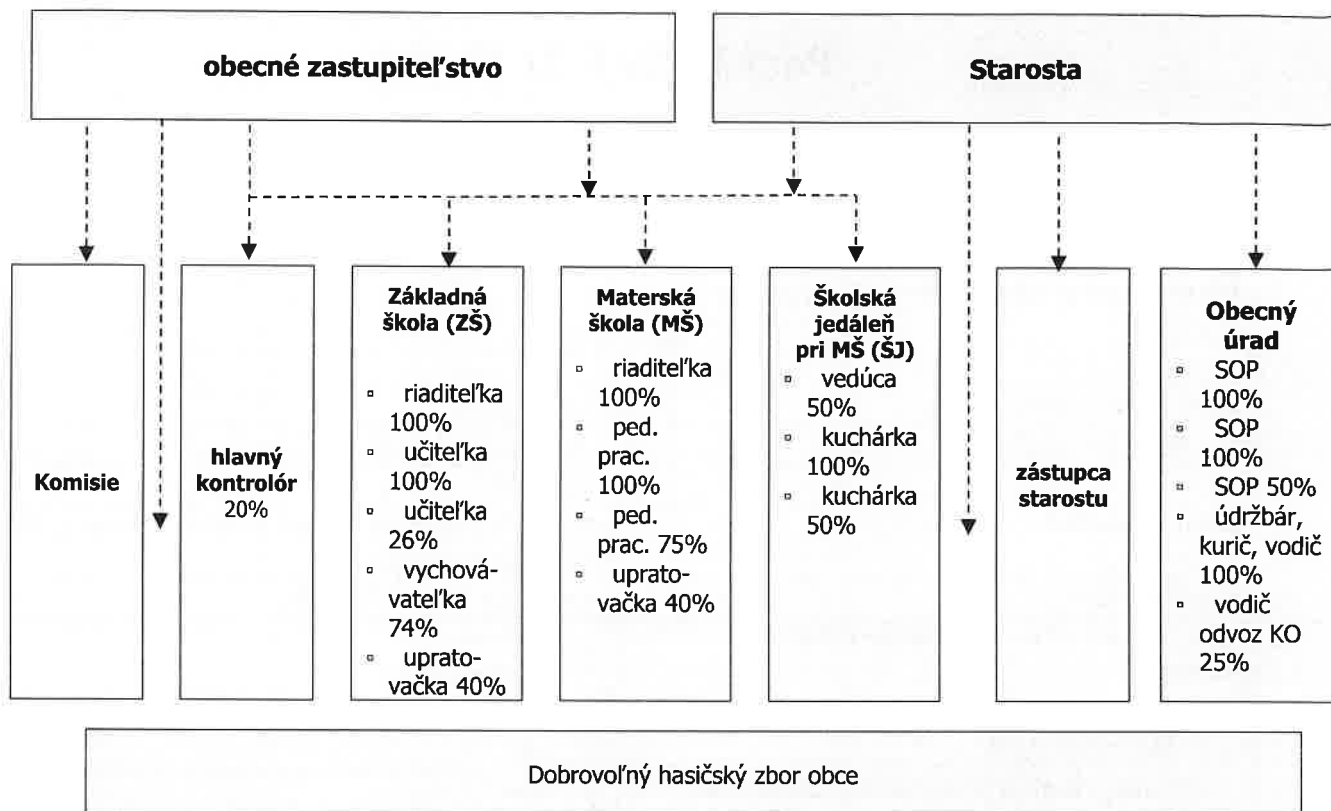 obecné zastupiteľstvo
Starosta
Komisie
hlavný
kontrolór
20%
Základná
škola (ZŠ)
▫ riaditeľka
100%
▫ učiteľka
100%
▫ učiteľka
26%
▫ vychová-
vateľka
74%
▫ uprato-
vačka 40%
Materská
škola (MŠ)
▫ riaditeľka
100%
▫ ped.
prac.
100%
▫ ped.
prac. 75%
▫ uprato-
vačka 40%
Školská
jedáleň
pri MŠ (ŠJ)
▫ vedúca
50%
▫ kuchárka
100%
▫ kuchárka
50%
zástupca
starostu
Obecný
úrad
▫ SOP
100%
▫ SOP
100%
▫ SOP 50%
▫ údržbár,
kurič, vodič
100%
▫ vodič
odvoz KO
25%
Dobrovoľný hasičský zbor obce